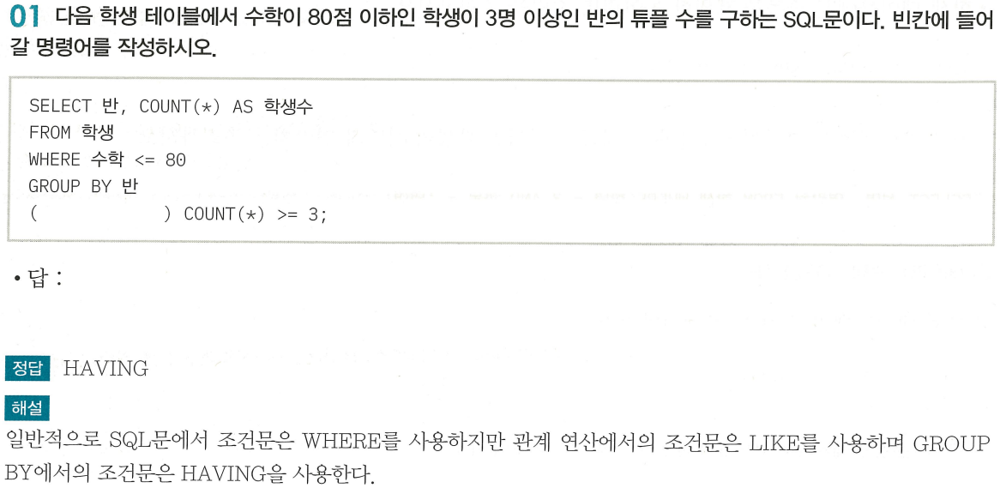 01 다음 학생 테이블에서 수학이 80점 이하인 학생이 3명 이상인 반의 튜플 수를 구하는 SQL문이다. 빈칸에 들어
갈 명령어를 작성하시오.
SELECT 반, COUNT(*) AS 학생수
FROM 학생
WHERE 수학 <= 80
GROUP BY 반
( ) COUNT(*) >= 3;
• 답 :
정답 HAVING
해설
일반적으로 SQL문에서 조건문은 WHERE를 사용하지만 관계 연산에서의 조건문은 LIKE를 사용하며 GROUP
BY에서의 조건문은 HAVING을 사용한다.